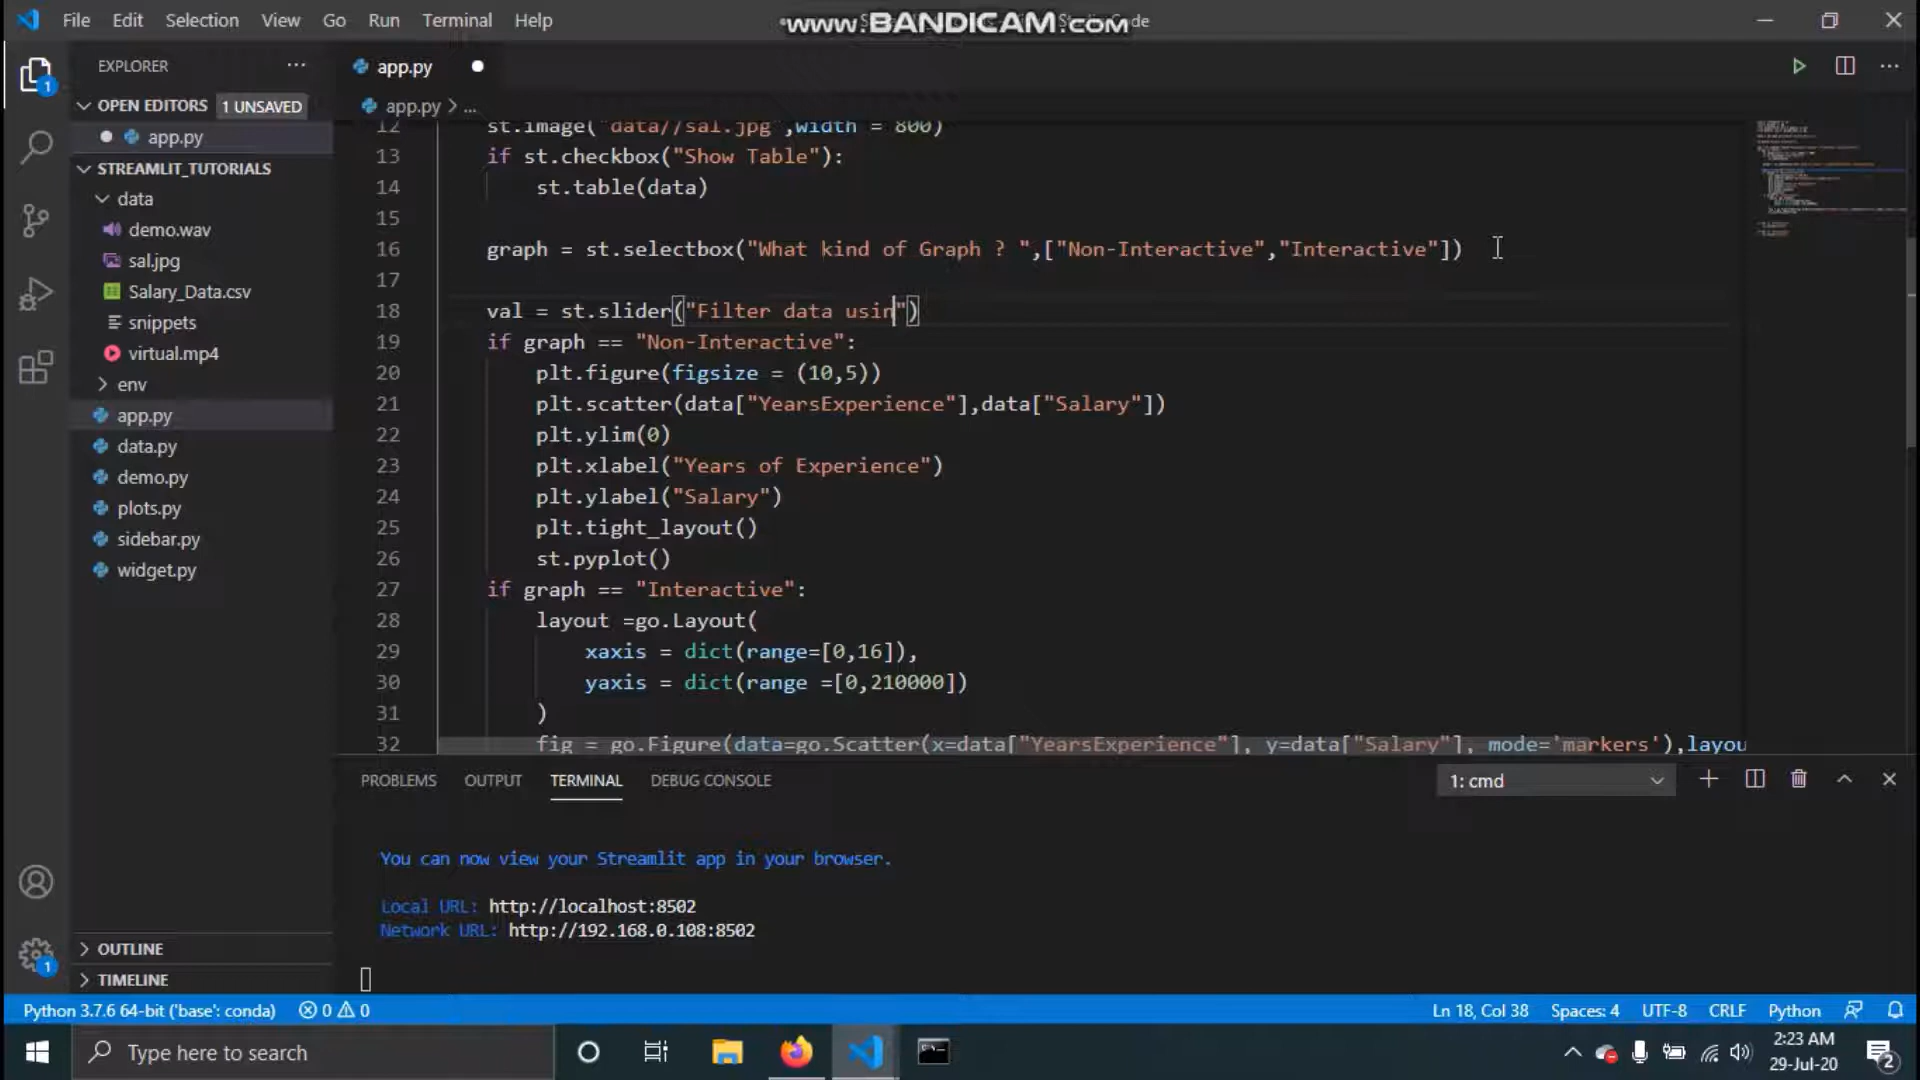 File Edit Selection View Go Run Terminal Help
www.BANDICAM.com
Code
EXPLORER
app.py
OPEN EDITORS 1 UNSAVED
app.py > ...
app.py
STREAMLIT_TUTORIALS
data
demo.wav
sal.jpg
Salary_Data.csv
snippets
virtual.mp4
env
app.py
data.py
demo.py
plots.py
sidebar.py
widget.py
OUTLINE
TIMELINE
12 st.image("data//sal.jpg",width = 800)
13 if st.checkbox("Show Table"):
14 st.table(data)
15
16 graph = st.selectbox("What kind of Graph ? ",["Non-Interactive","Interactive"])
17
18 val = st.slider("Filter data usin")
19 if graph == "Non-Interactive":
20 plt.figure(figsize = (10,5))
21 plt.scatter(data["YearsExperience"],data["Salary"])
22 plt.ylim(0)
23 plt.xlabel("Years of Experience")
24 plt.ylabel("Salary")
25 plt.tight_layout()
26 st.pyplot()
27 if graph == "Interactive":
28 layout =go.Layout(
29 xaxis = dict(range=[0,16]),
30 yaxis = dict(range =[0,210000])
31 )
32 fig = go.Figure(data=go.Scatter(x=data["YearsExperience"], y=data["Salary"], mode='markers'),layou
PROBLEMS OUTPUT TERMINAL DEBUG CONSOLE
1: cmd
You can now view your Streamlit app in your browser.
Local URL: http://localhost:8502
Network URL: http://192.168.0.108:8502
1
1
Python 3.7.6 64-bit ('base': conda) 0 0
Ln 18, Col 38 Spaces: 4 UTF-8 CRLF Python
Type here to search
2:23 AM
29-Jul-20
2